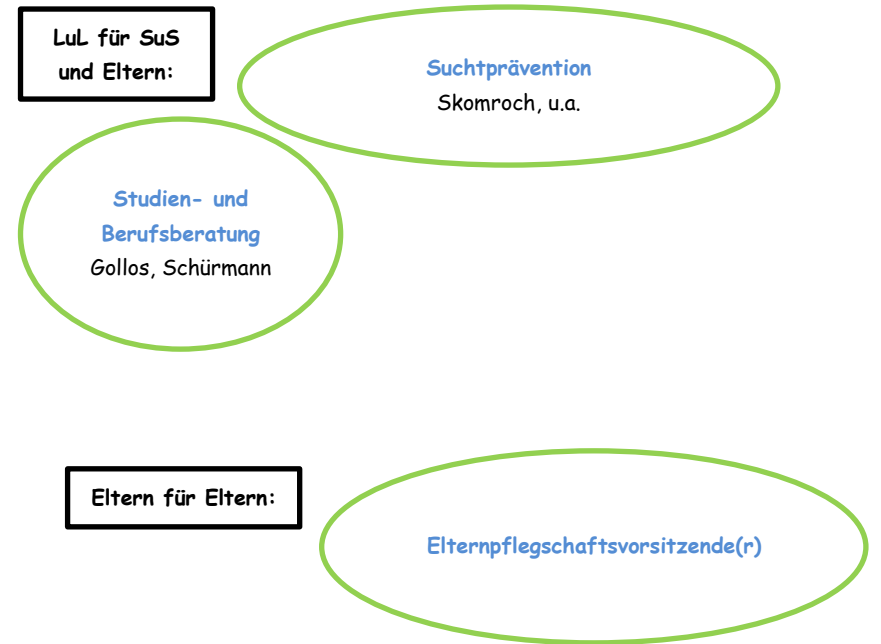 LuL für SuS
und Eltern:
Suchtprävention
Skomroch, u.a.
Studien- und
Berufsberatung
Gollos, Schürmann
Eltern für Eltern:
Elternpflegschaftsvorsitzende(r)